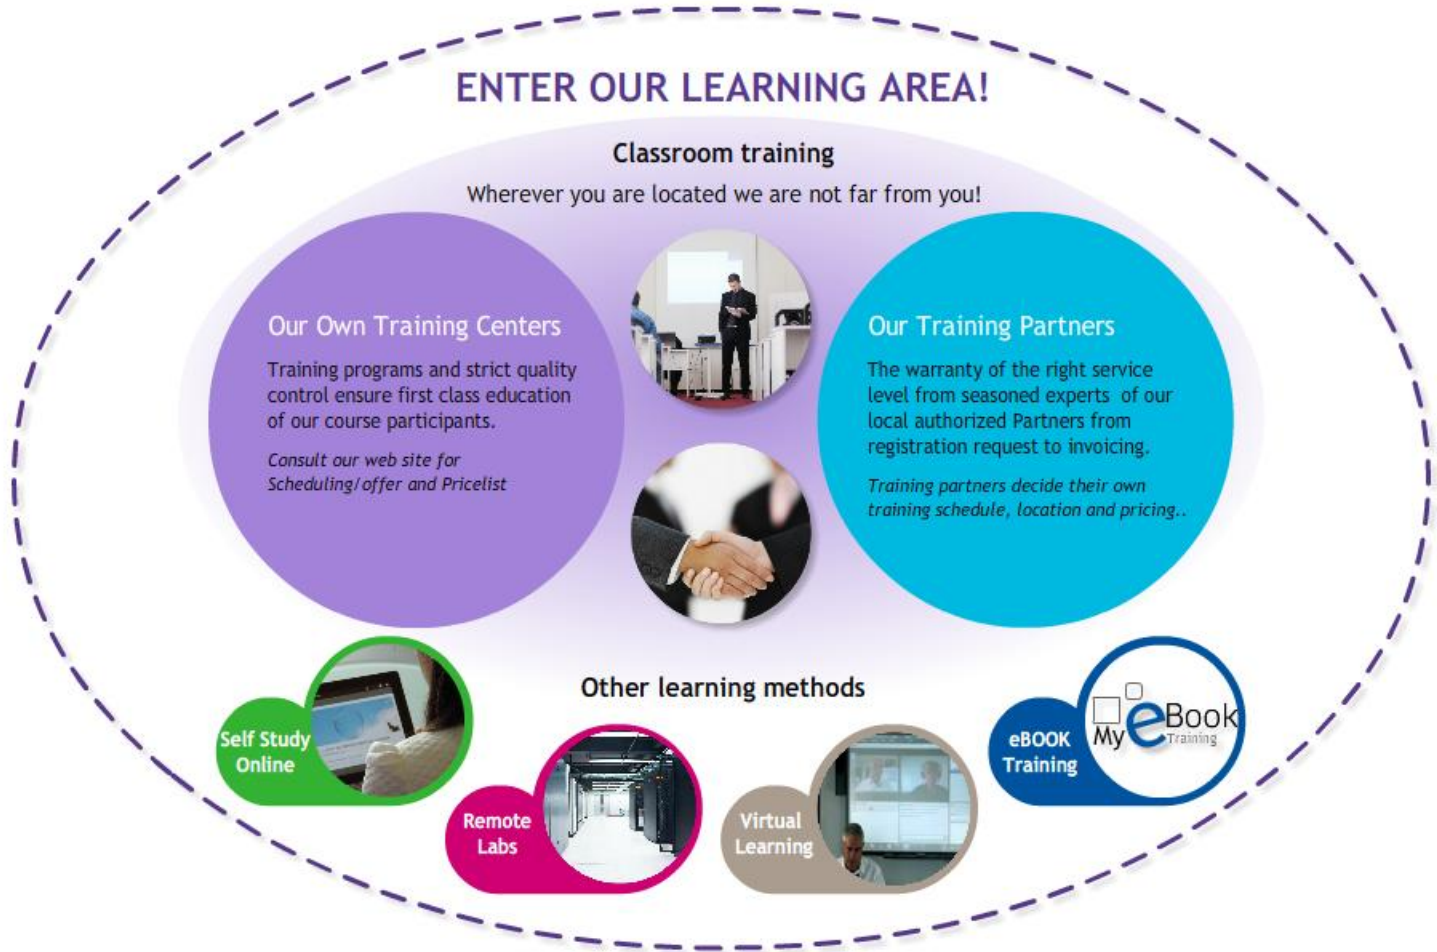 ENTER OUR LEARNING AREA!
Classroom training
Wherever you are located we are not far from you!
Our Own Training Centers
Training programs and strict quality
control ensure first class education
of our course participants.
Consult our web site for
Scheduling/offer and Pricelist
Our Training Partners
The warranty of the right service
level from seasoned experts of our
local authorized Partners from
registration request to invoicing.
Training partners decide their own
training schedule, location and pricing..
Other learning methods
Self Study
Online
Remote
Labs
Virtual
Learning
eBOOK
Training
My eBook
Training